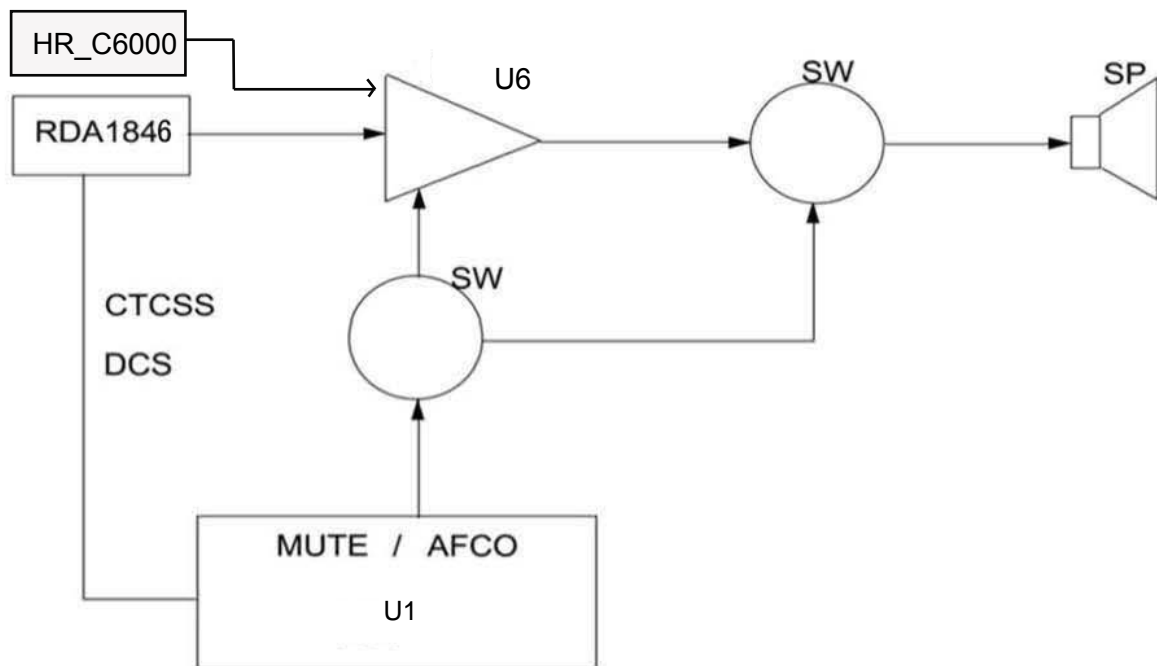 HR_C6000
U6
SW
SP
RDA1846
SW
CTCSS
DCS
MUTE / AFCO
U1